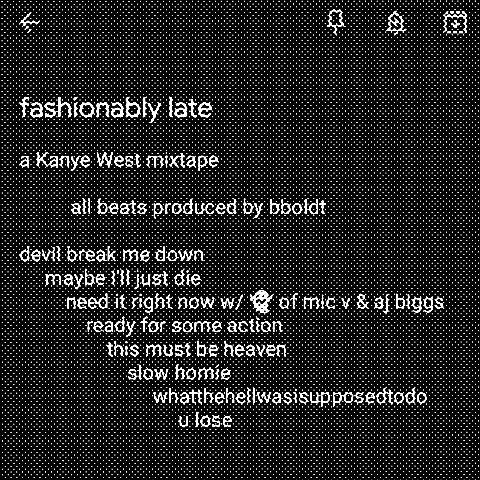 fashionably late
a Kanye West mixtape
all beats produced by bboldt
devil break me down
maybe I'll just die
need it right now w/ of mic v & aj biggs
ready for some action
this must be heaven
slow homie
whatthehellwasisupposedtodo
u lose